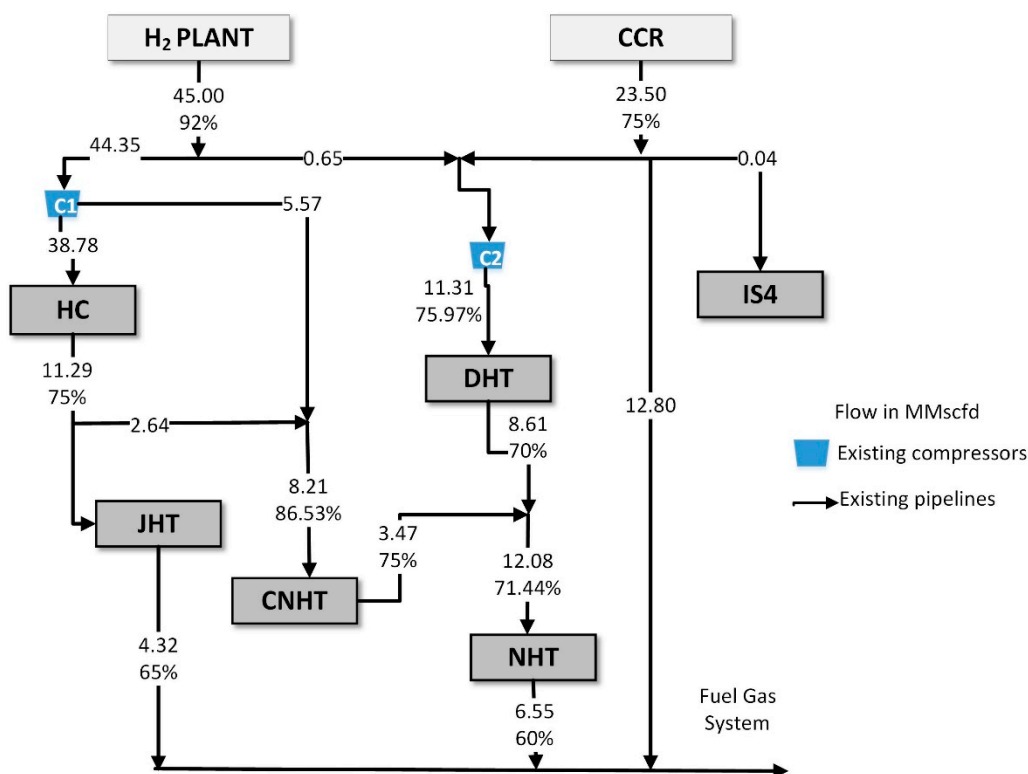 H₂ PLANT
CCR
45.00
92%
23.50
75%
44.35
0.65
0.04
C1
5.57
38.78
C2
HC
11.31
75.97%
IS4
11.29
75%
DHT
12.80
2.64
8.61
70%
Flow in MMscfd
Existing compressors
Existing pipelines
8.21
86.53%
JHT
3.47
75%
12.08
71.44%
CNHT
4.32
65%
NHT
6.55
60%
Fuel Gas
System